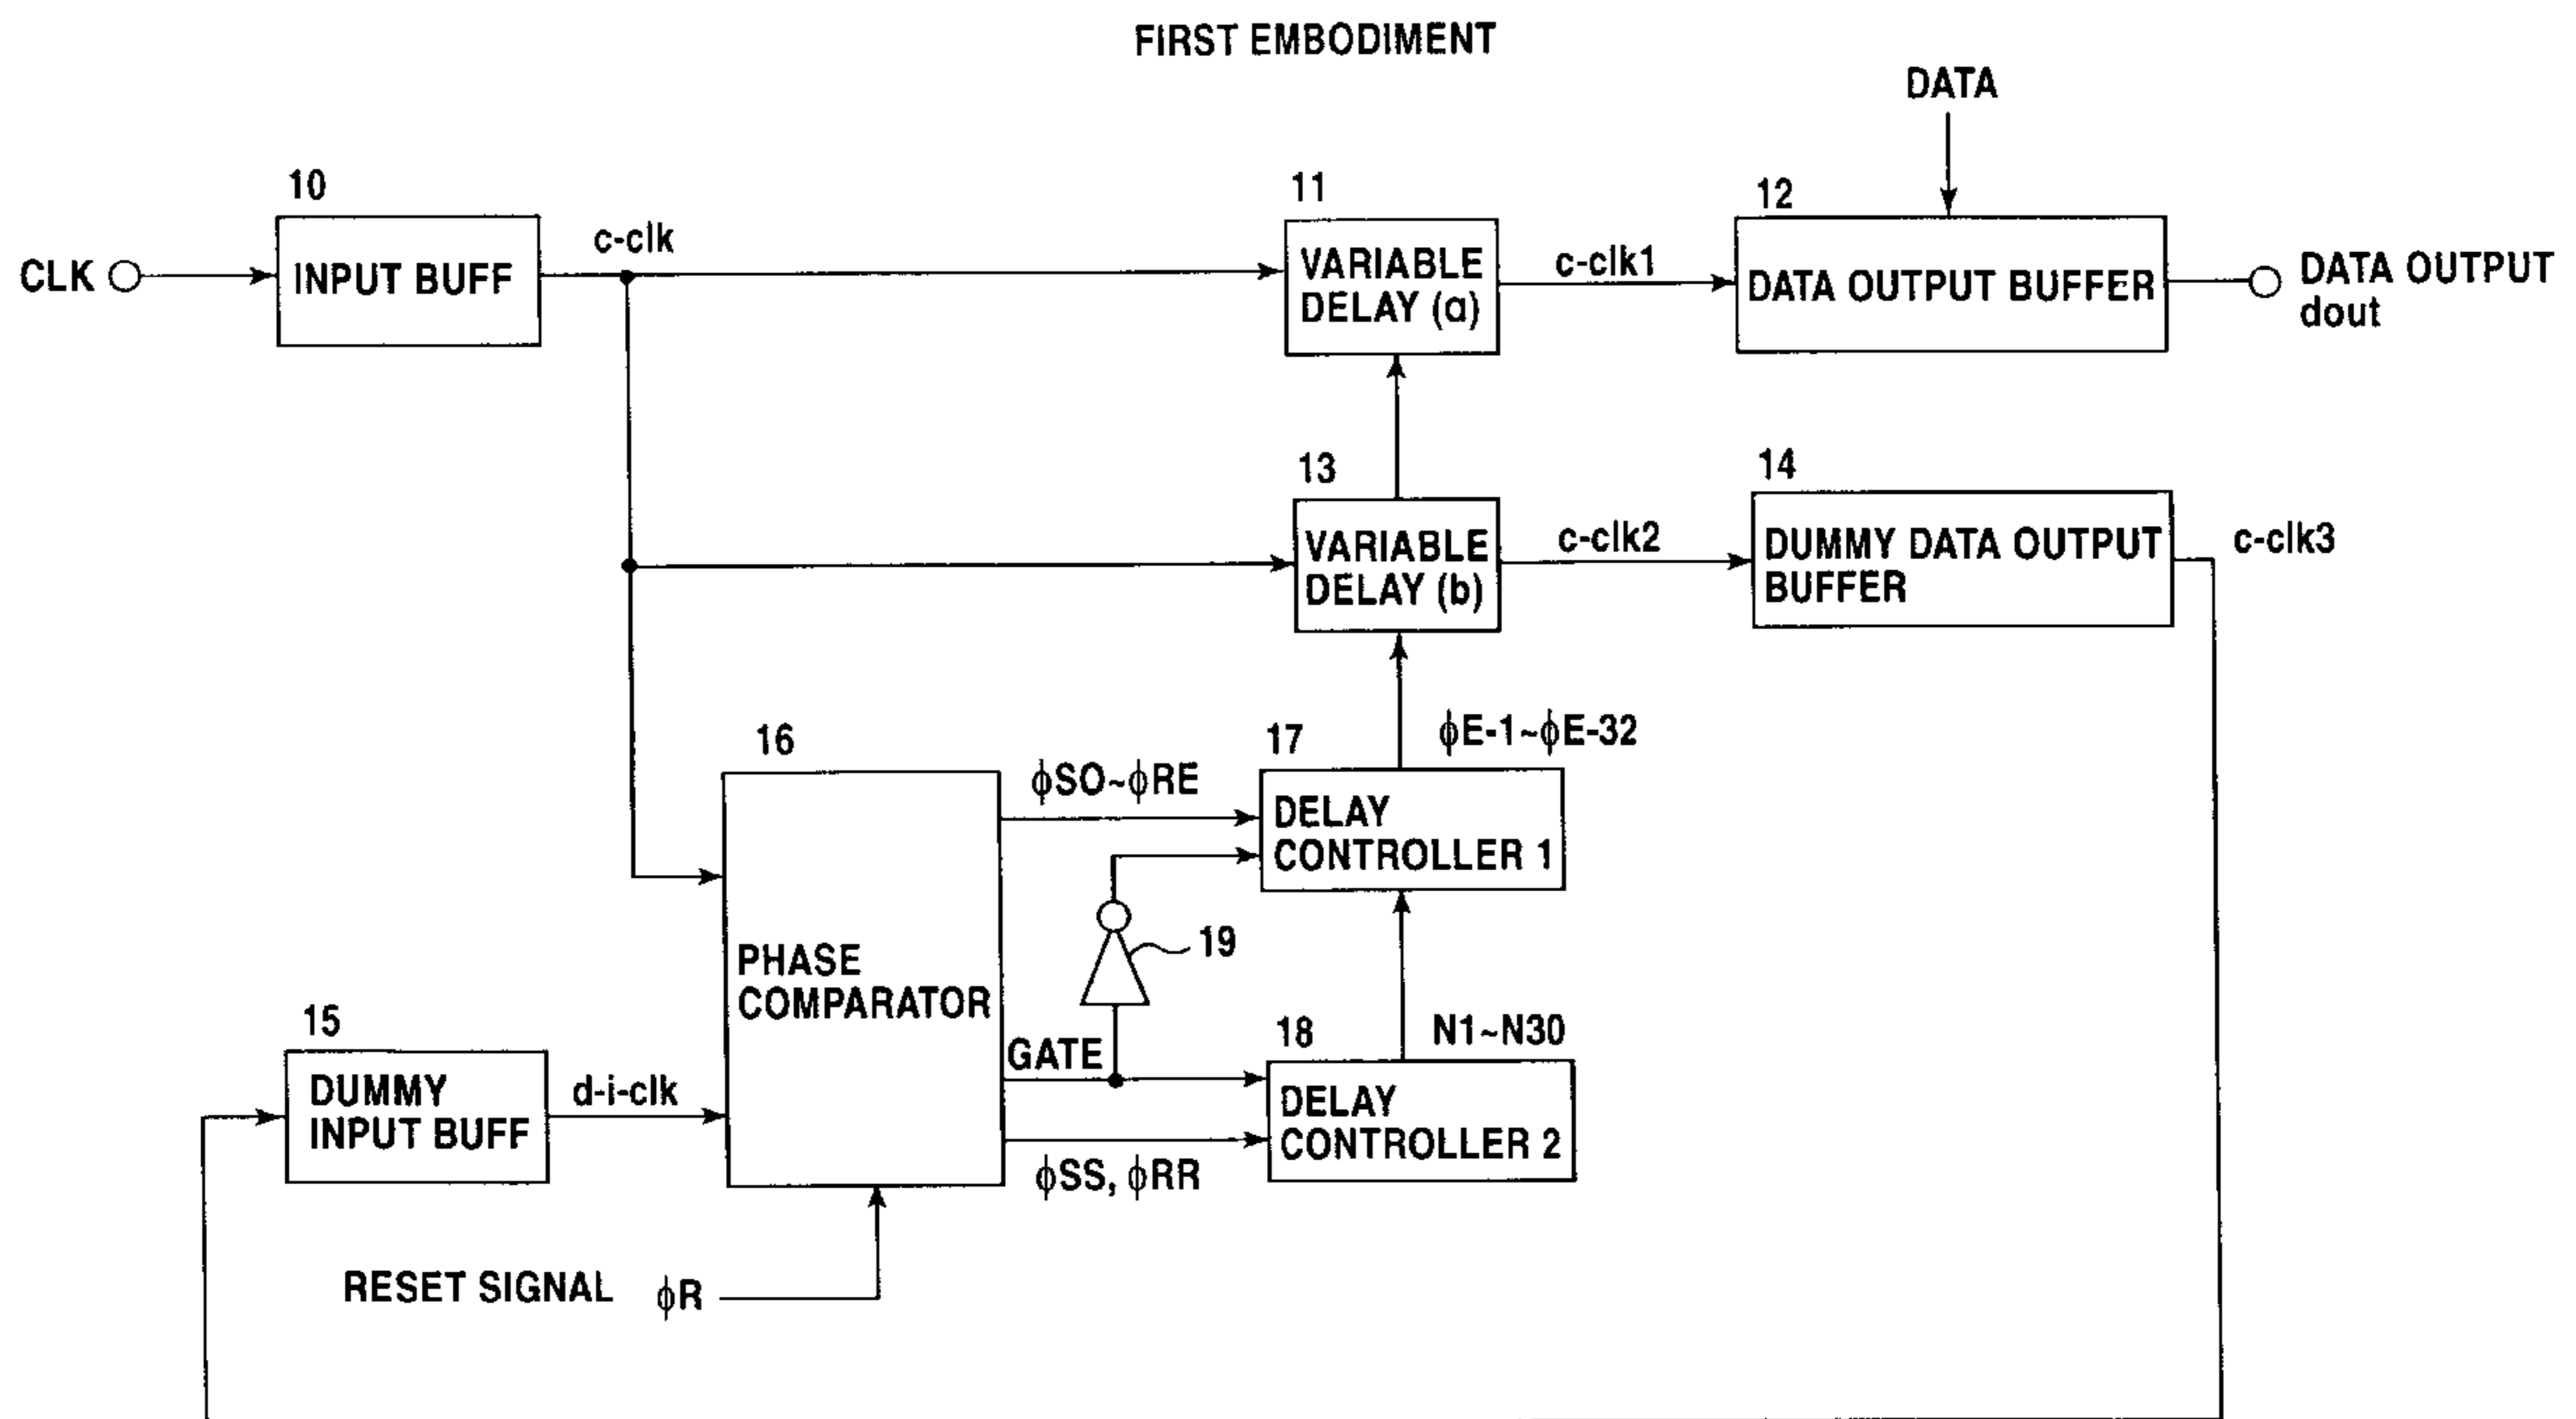 FIRST EMBODIMENT
DATA
10
11
12
CLK
INPUT BUFF
c-clk
VARIABLE
DELAY (a)
c-clk1
DATA OUTPUT BUFFER
DATA OUTPUT
dout
13
14
VARIABLE
DELAY (b)
c-clk2
DUMMY DATA OUTPUT
BUFFER
c-clk3
16
17
ϕE-1~ϕE-32
ϕSO~ϕRE
DELAY
CONTROLLER 1
19
PHASE
COMPARATOR
15
18
N1~N30
GATE
DUMMY
INPUT BUFF
d-i-clk
DELAY
CONTROLLER 2
ϕSS, ϕRR
RESET SIGNAL ϕR